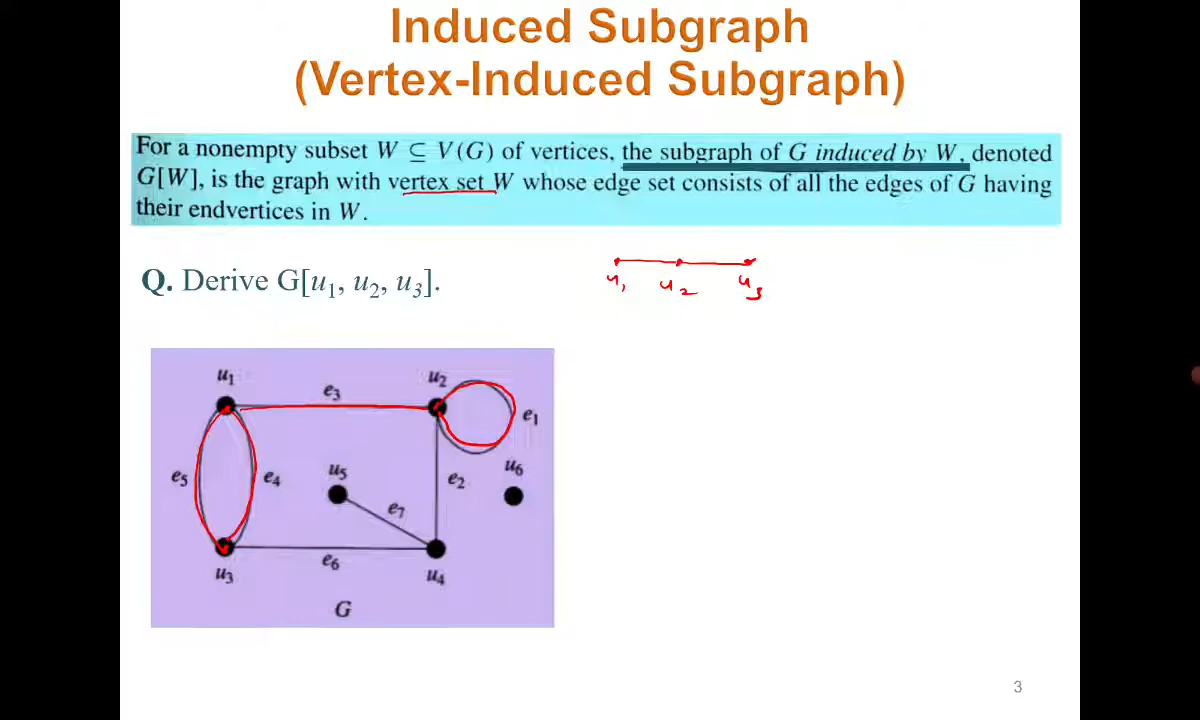 Induced Subgraph
(Vertex-Induced Subgraph)
For a nonempty subset W ⊆ V(G) of vertices, the subgraph of G induced by W, denoted
G[W], is the graph with vertex set W whose edge set consists of all the edges of G having
their endvertices in W.
Q. Derive G[u₁, u₂, u₃].
u₁ u₂ u₃
u₁ e₃ u₂
e₁
e₅ e₄ u₅ e₂ u₆
e₇
u₃ e₆ u₄
G
3